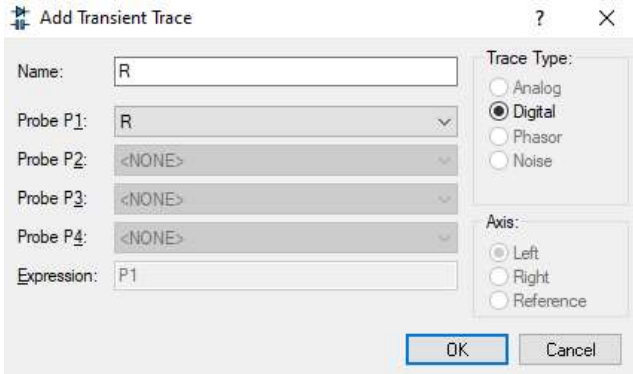 Add Transient Trace ? X
Name: R
Probe P1: R
Probe P2: <NONE>
Probe P3: <NONE>
Probe P4: <NONE>
Expression: P1
Trace Type:
Analog
Digital
Phasor
Noise
Axis:
Left
Right
Reference
OK Cancel